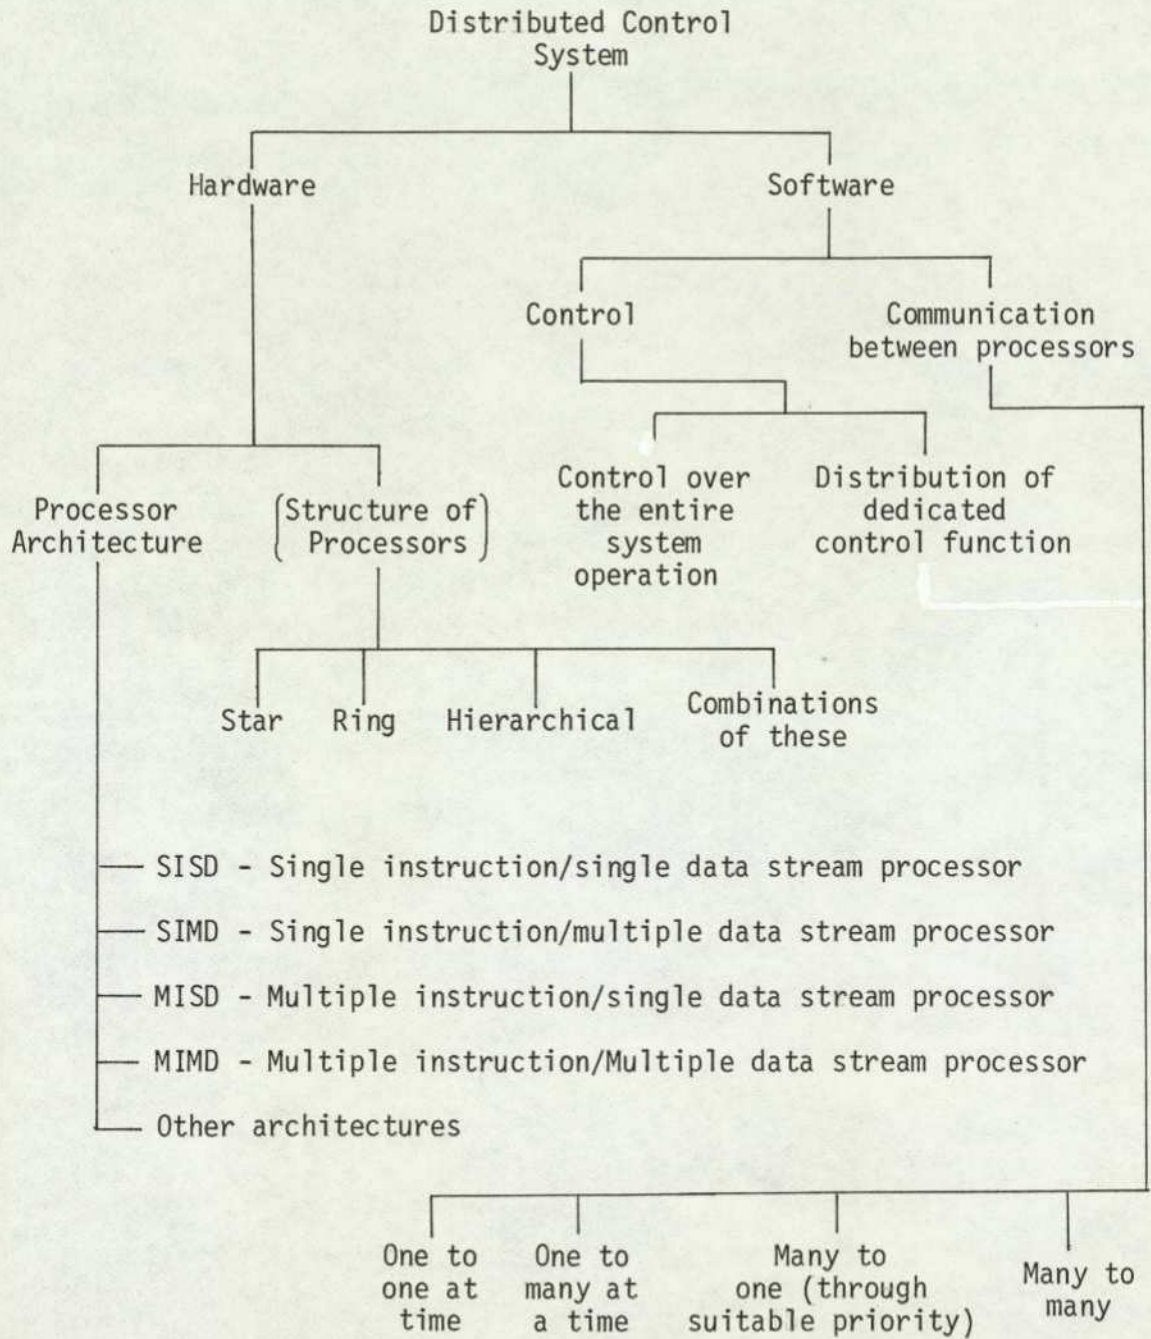 Distributed Control
System
Hardware
Software
Control
Communication
between processors
Processor
Architecture
(Structure of
Processors)
Control over
the entire
system
operation
Distribution of
dedicated
control function
Star
Ring
Hierarchical
Combinations
of these
SISD - Single instruction/single data stream processor
SIMD - Single instruction/multiple data stream processor
MISD - Multiple instruction/single data stream processor
MIMD - Multiple instruction/Multiple data stream processor
Other architectures
One to
one at
time
One to
many at
a time
Many to
one (through
suitable priority)
Many to
many